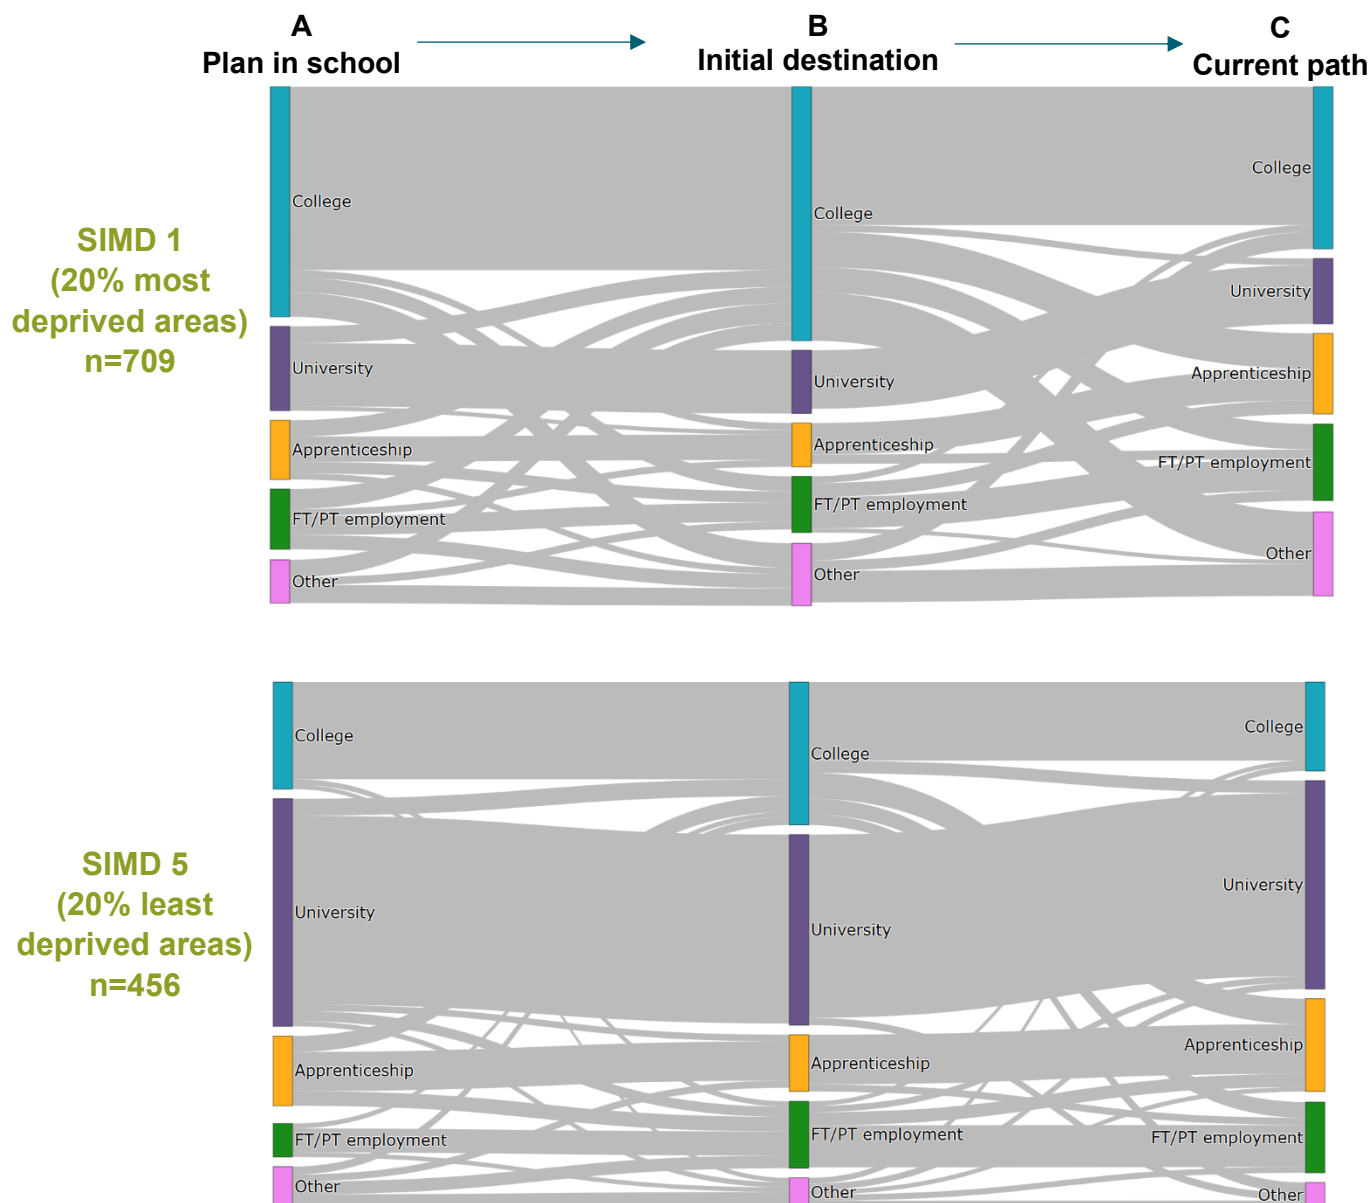 A
B
C
Plan in school
Initial destination
Current path
SIMD 1
(20% most
deprived areas)
n=709
College
University
Apprenticeship
FT/PT employment
Other
College
University
Apprenticeship
FT/PT employment
Other
College
University
Apprenticeship
FT/PT employment
Other
SIMD 5
(20% least
deprived areas)
n=456
College
University
Apprenticeship
FT/PT employment
Other
College
University
Apprenticeship
FT/PT employment
Other
College
University
Apprenticeship
FT/PT employment
Other